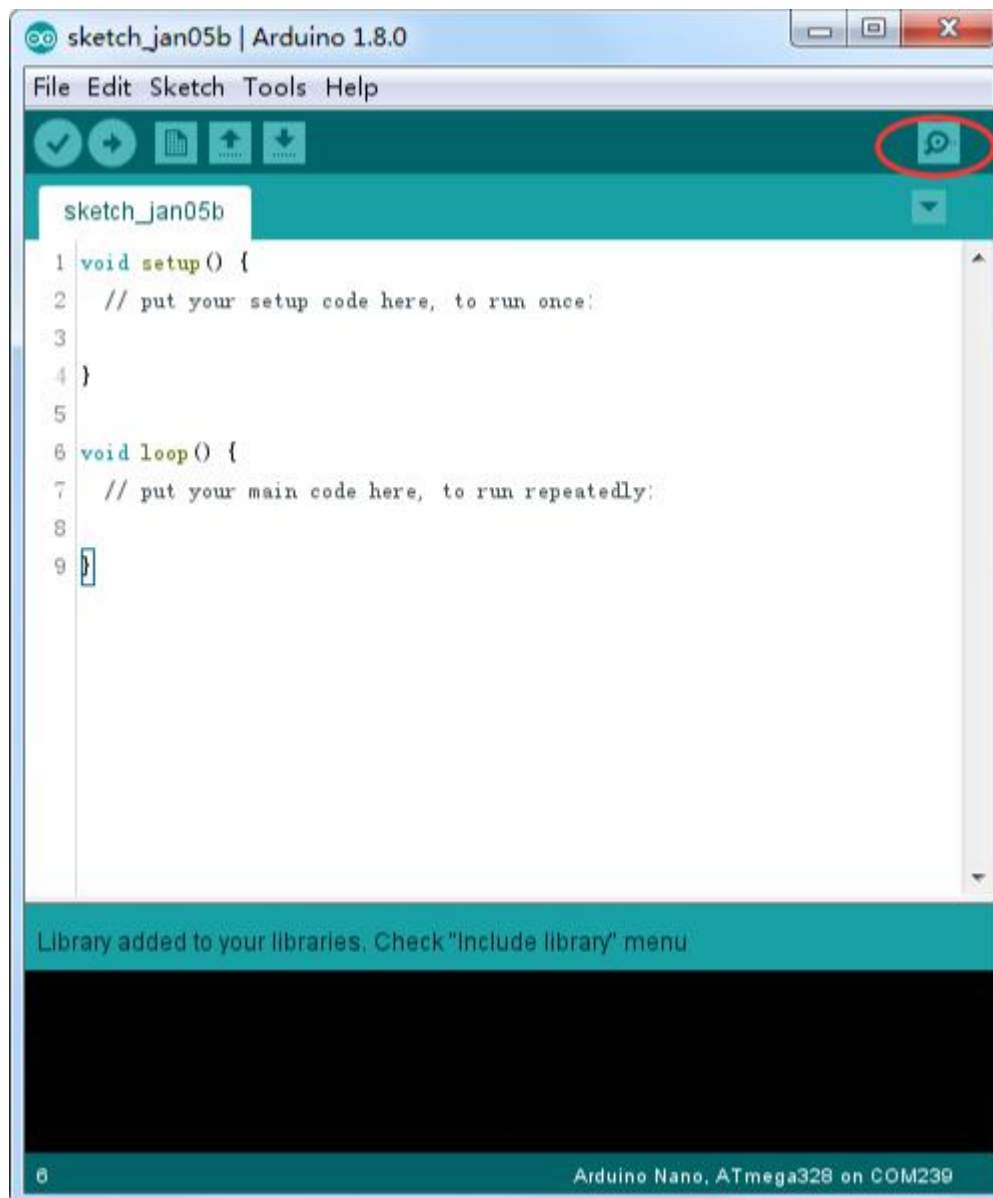 sketch_jan05b | Arduino 1.8.0
File Edit Sketch Tools Help
sketch_jan05b
1 void setup() {
2 // put your setup code here, to run once:
3
4 }
5
6 void loop() {
7 // put your main code here, to run repeatedly:
8
9 }
Library added to your libraries. Check "Include library" menu
6 Arduino Nano, ATmega328 on COM239